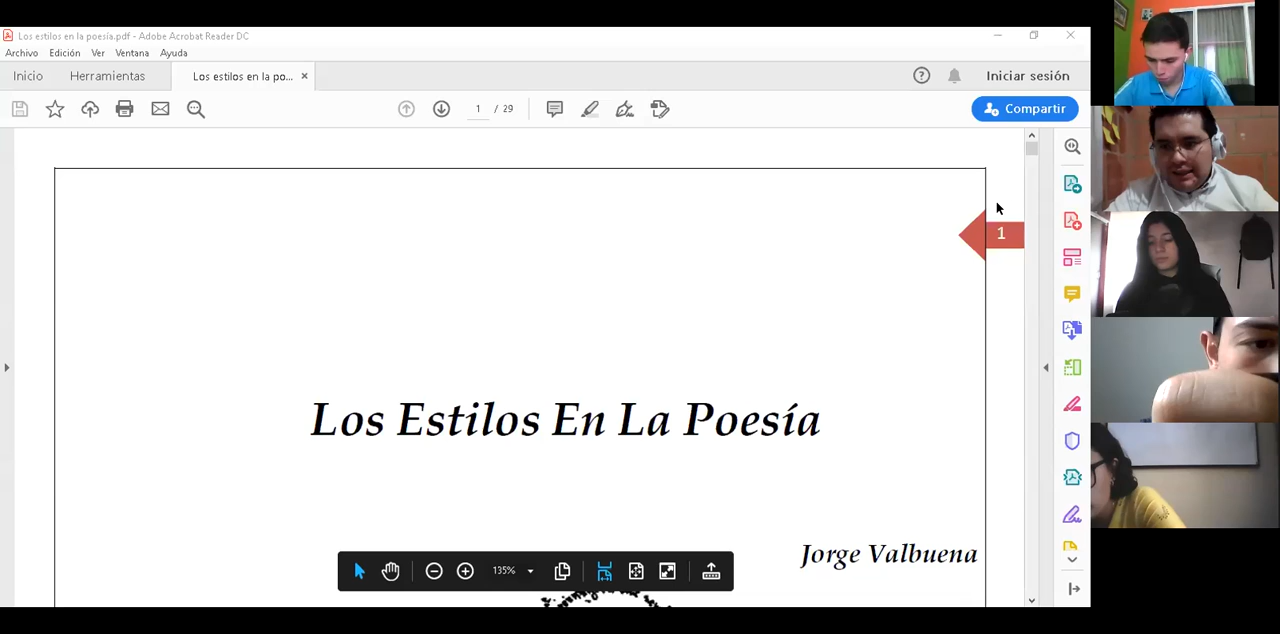 Los estilos en la poesía.pdf - Adobe Acrobat Reader DC
Archivo Edición Ver Ventana Ayuda
Inicio Herramientas Los estilos en la po... Iniciar sesión
1 / 29 Compartir
1
Los Estilos En La Poesía
Jorge Valbuena
135%